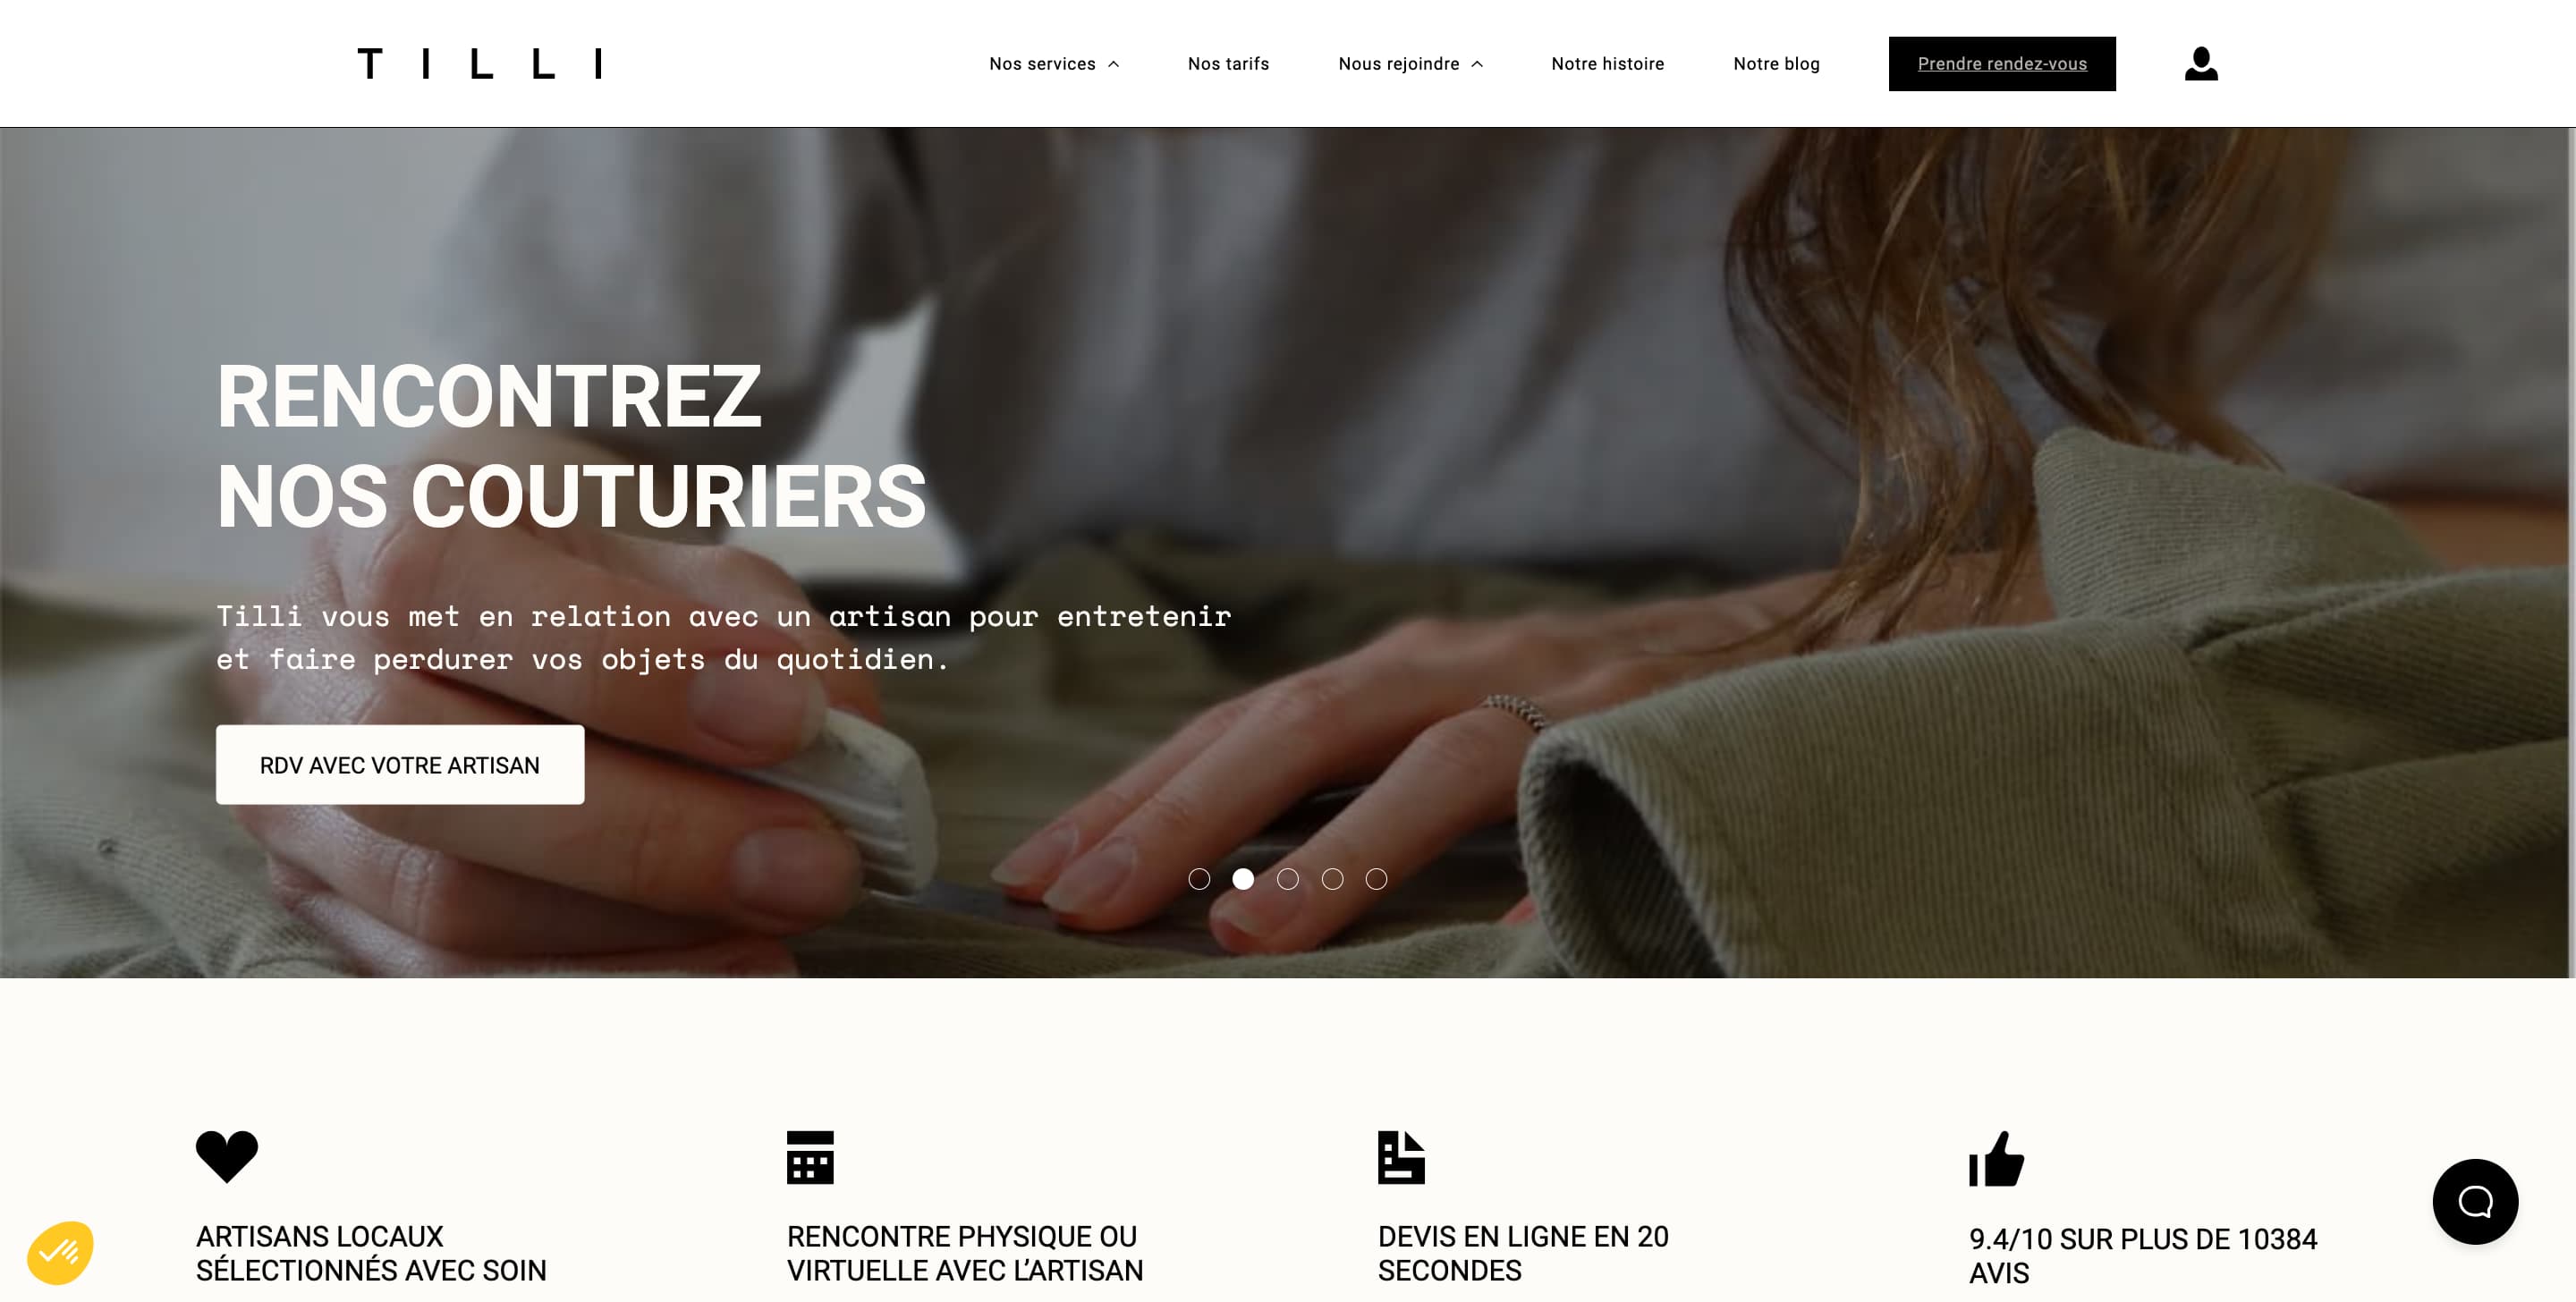 TILLI
Nos services
Nos tarifs
Nous rejoindre
Notre histoire
Notre blog
Prendre rendez-vous
RENCONTREZ
NOS COUTURIERS
Tilli vous met en relation avec un artisan pour entretenir
et faire perdurer vos objets du quotidien.
RDV AVEC VOTRE ARTISAN
ARTISANS LOCAUX
SÉLECTIONNÉS AVEC SOIN
RENCONTRE PHYSIQUE OU
VIRTUELLE AVEC L’ARTISAN
DEVIS EN LIGNE EN 20
SECONDES
9.4/10 SUR PLUS DE 10384
AVIS